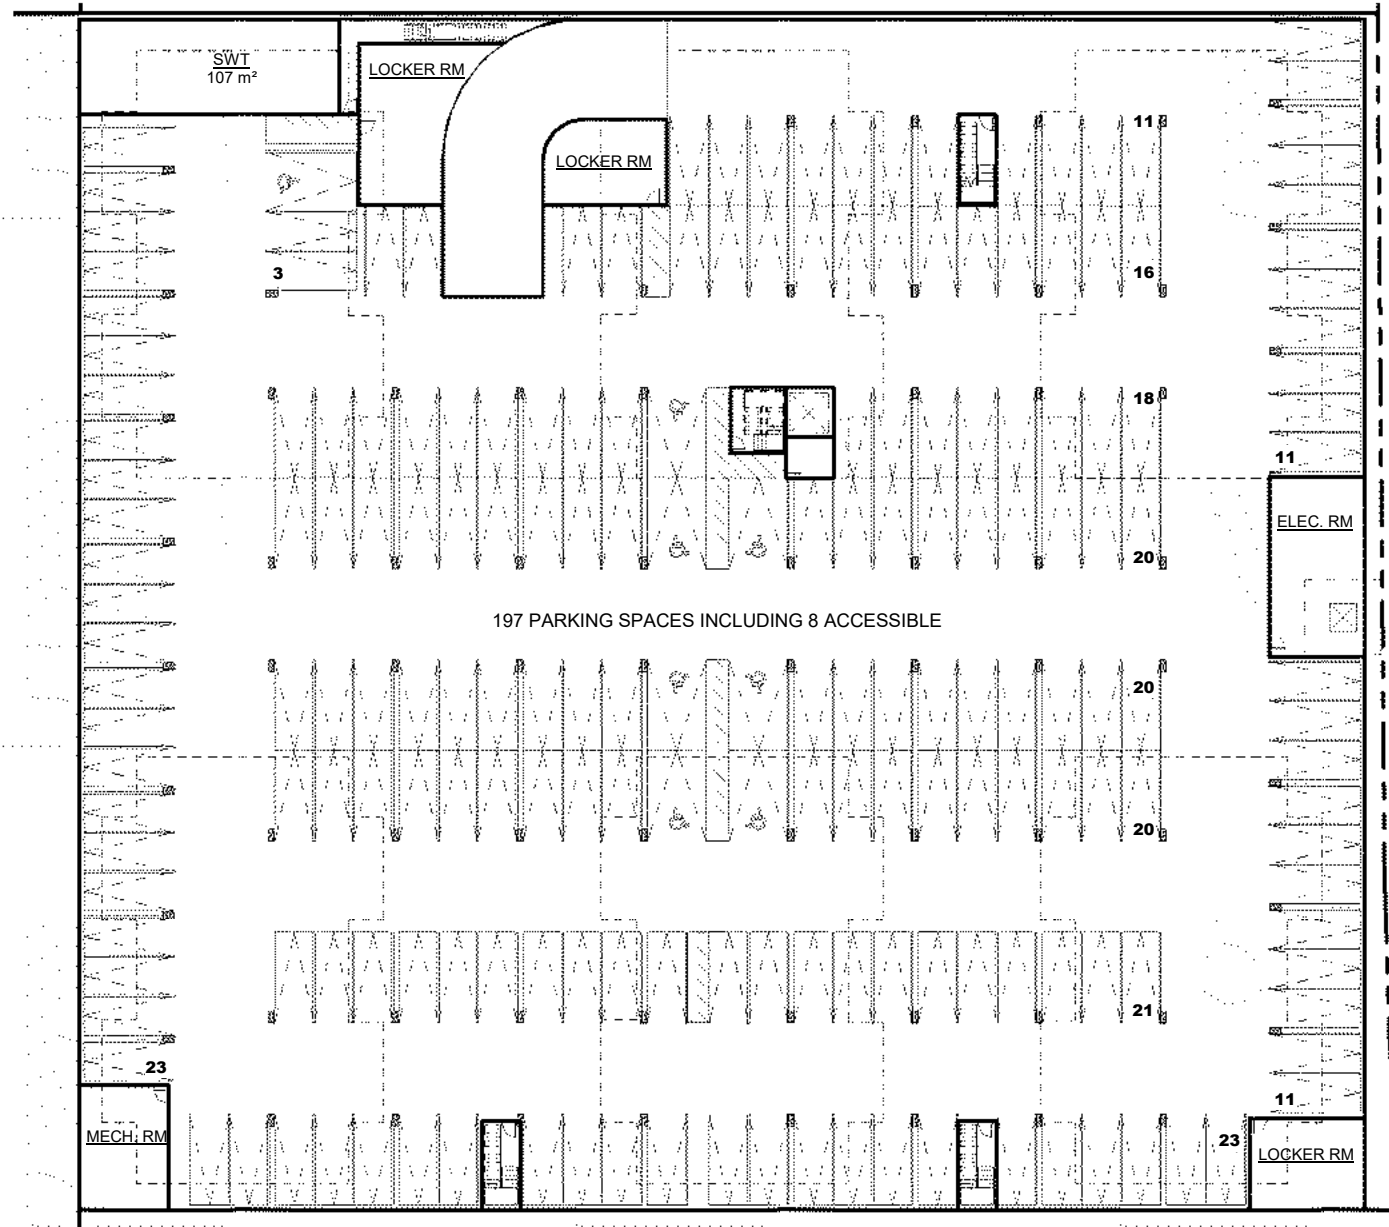 SWT
107 m²
LOCKER RM
LOCKER RM
11
3
16
18
11
ELEC. RM
20
197 PARKING SPACES INCLUDING 8 ACCESSIBLE
20
20
21
23
11
MECH. RM
23
LOCKER RM